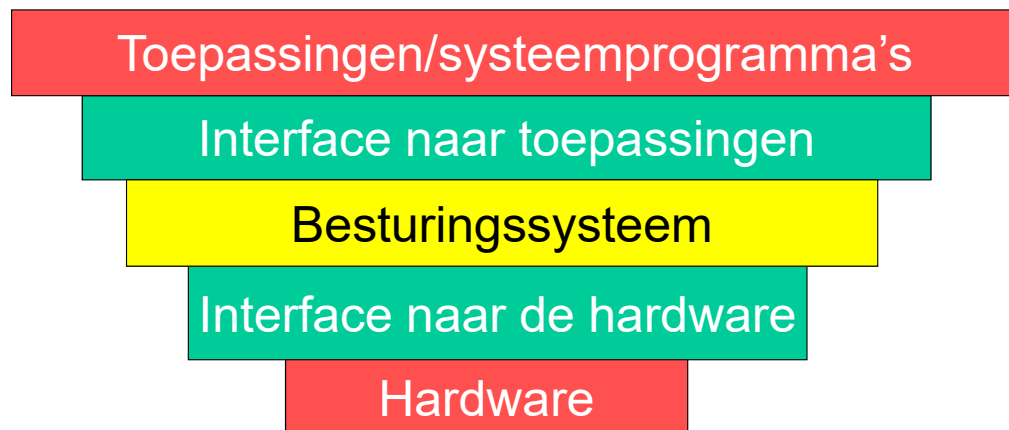 Toepassingen/systeemprogramma’s
Interface naar toepassingen
Besturingssysteem
Interface naar de hardware
Hardware